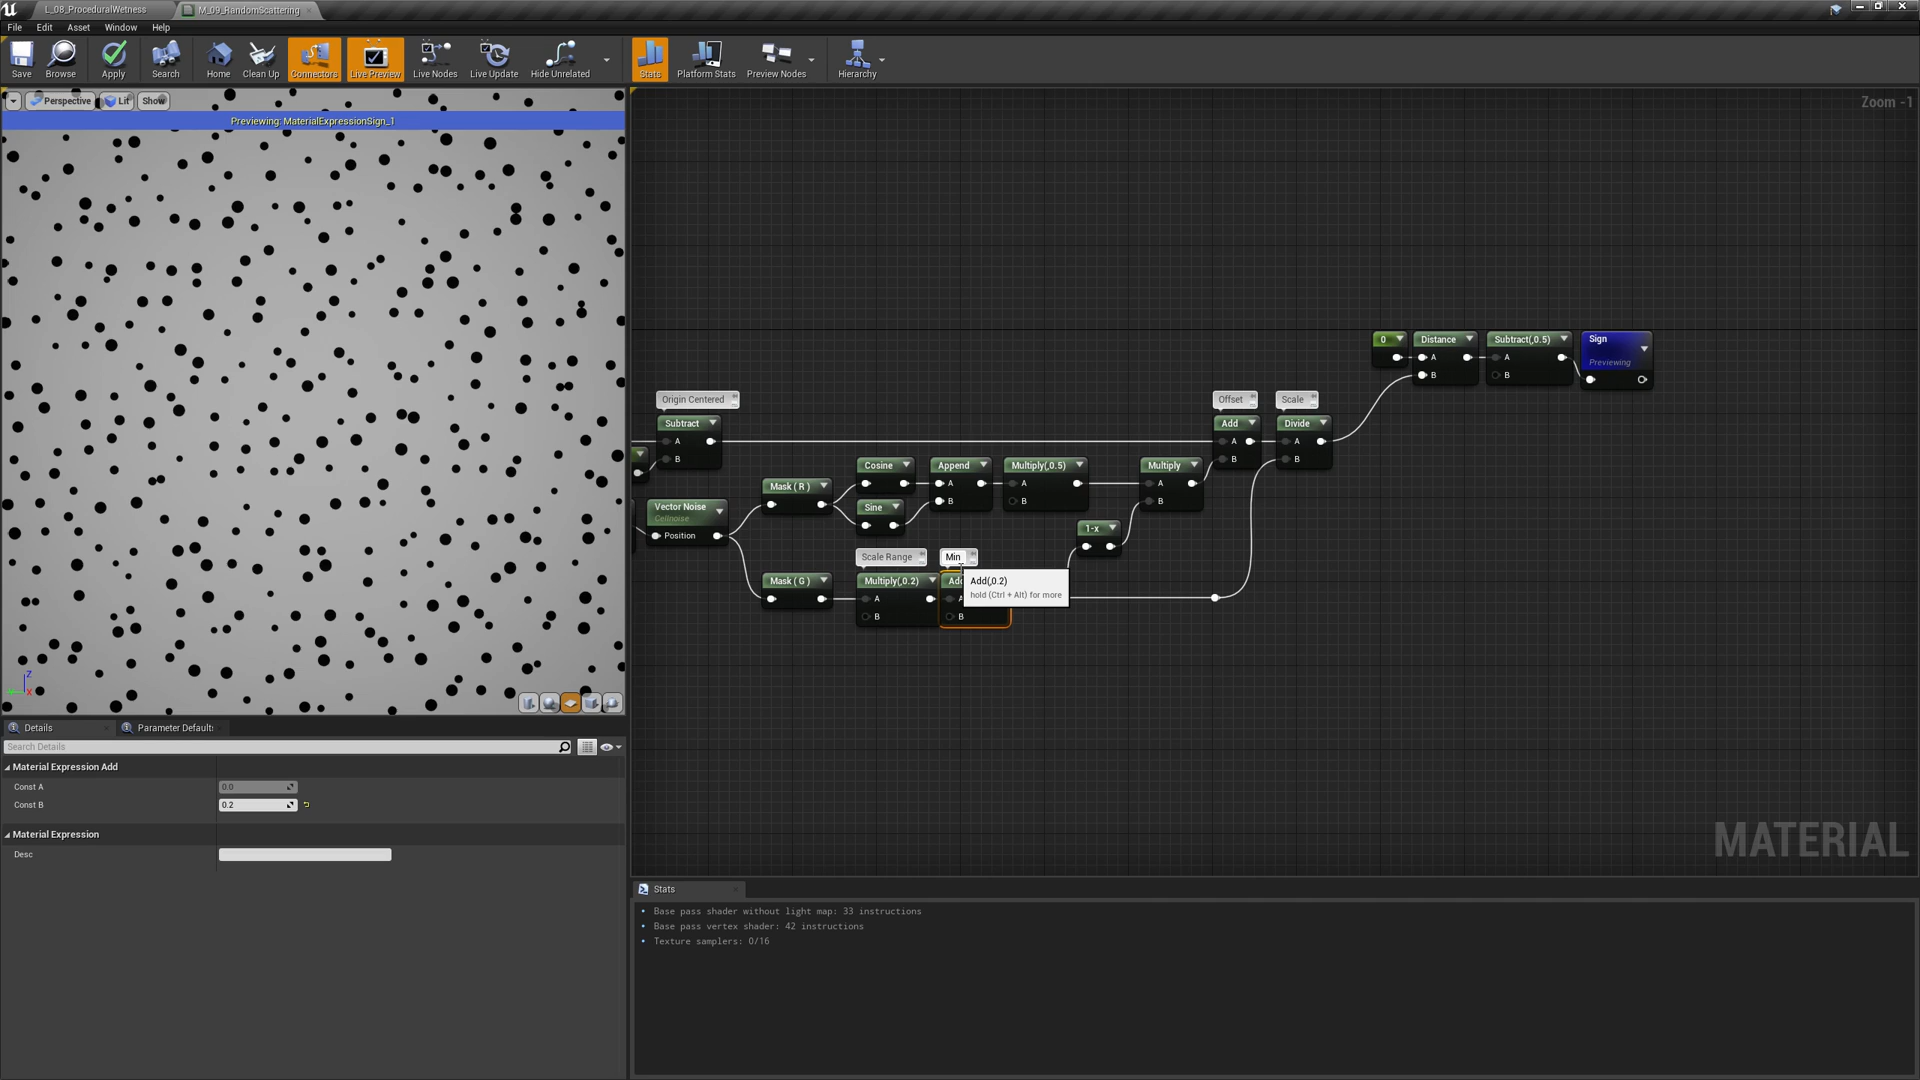 L_08_ProceduralWetness
M_09_RandomScattering
File Edit Asset Window Help
Save Browse Apply Search Home Clean Up Connectors Live Preview Live Nodes Live Update Hide Unrelated Stats Platform Stats Preview Nodes Hierarchy
Perspective Lit Show
Zoom -1
Previewing: MaterialExpressionSign_1
0 Distance Subtract(,0.5) Sign
Previewing
A A
B B
Origin Centered Offset Scale
Subtract Add Divide
A A A
B B B
Cosine Append Multiply(,0.5) Multiply
Mask ( R ) A A A
Vector Noise Sine B B B
Cellnoise
Position 1-x
Scale Range Min
Mask ( G ) Multiply(,0.2) Add(,0.2)
hold (Ctrl + Alt) for more
A A
B B
Z
X
MATERIAL
Details Parameter Default
Search Details
Material Expression Add
Const A 0.0
Const B 0.2
Material Expression
Desc
Stats
Base pass shader without light map: 33 instructions
Base pass vertex shader: 42 instructions
Texture samplers: 0/16